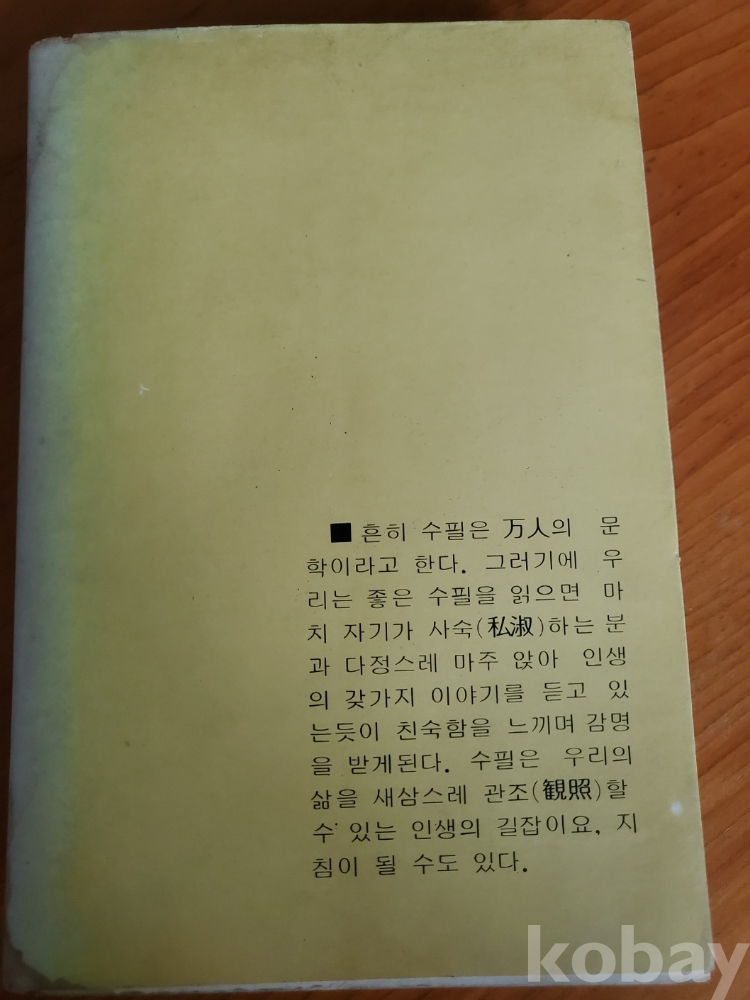 ■ 흔히 수필은 万人의 문
학이라고 한다. 그러기에 우
리는 좋은 수필을 읽으면 마
치 자기가 사숙(私淑)하는 분
과 다정스레 마주 앉아 인생
의 갖가지 이야기를 듣고 있
는듯이 친숙함을 느끼며 감명
을 받게된다. 수필은 우리의
삶을 새삼스레 관조(観照)할
수 있는 인생의 길잡이요, 지
침이 될 수도 있다.
kobay